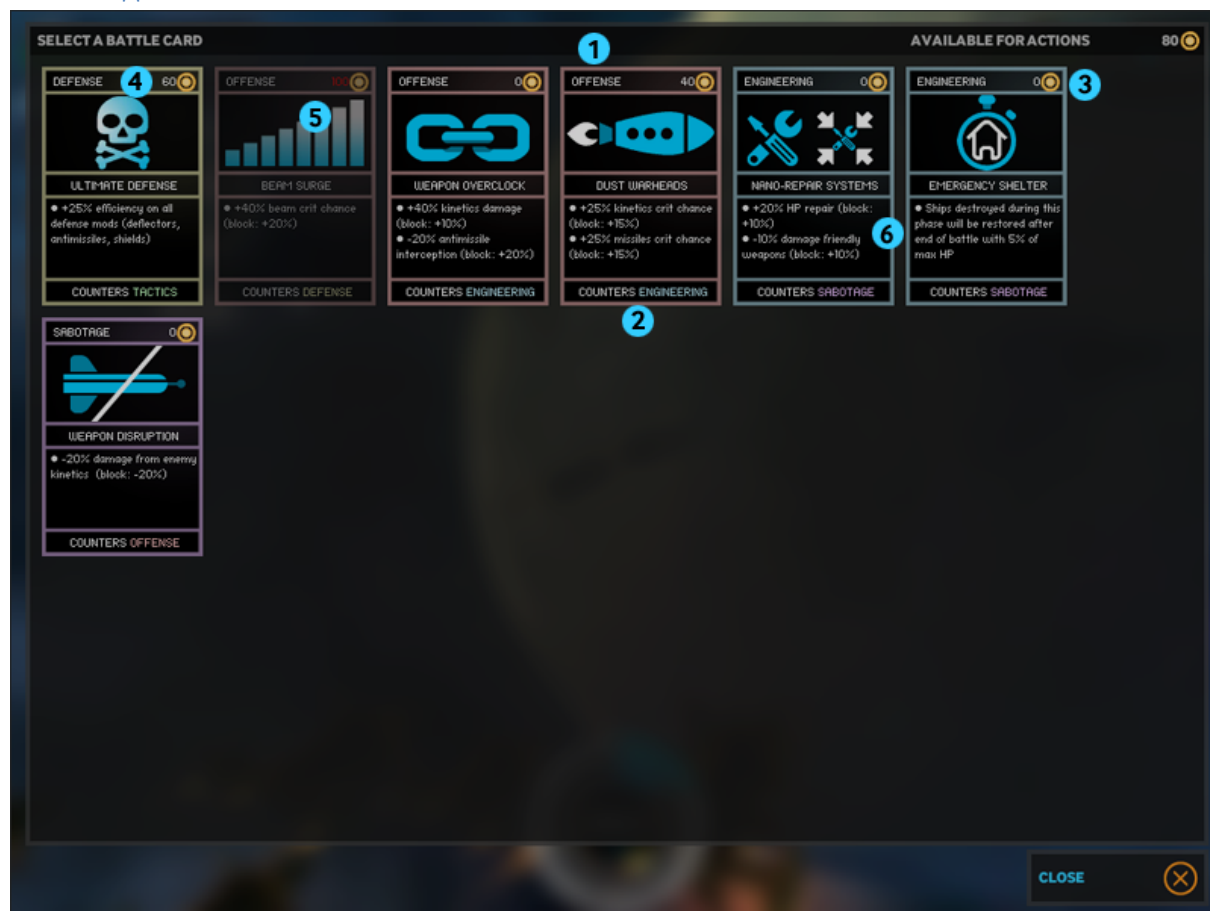 SELECT A BATTLE CARD
AVAILABLE FOR ACTIONS 80
1
DEFENSE 60
4
ULTIMATE DEFENSE
● +25% efficiency on all
defense mods (deflectors,
antimissiles, shields)
COUNTERS TACTICS
OFFENSE 100
5
BEAM SURGE
● +40% beam crit chance
(block: +20%)
COUNTERS DEFENSE
OFFENSE 0
WEAPON OVERCLOCK
● +40% kinetics damage
(block: +10%)
● -20% antimissile
interception (block: +20%)
COUNTERS ENGINEERING
OFFENSE 40
DUST WARHEADS
● +25% kinetics crit chance
(block: +15%)
● +25% missiles crit chance
(block: +15%)
COUNTERS ENGINEERING
2
ENGINEERING 0
NANO-REPAIR SYSTEMS
● +20% HP repair (block:
+10%)
● -10% damage friendly
weapons (block: +10%)
6
COUNTERS SABOTAGE
ENGINEERING 0
3
EMERGENCY SHELTER
● Ships destroyed during this
phase will be restored after
end of battle with 5% of
max HP
COUNTERS SABOTAGE
SABOTAGE 0
WEAPON DISRUPTION
● -20% damage from enemy
kinetics (block: -20%)
COUNTERS OFFENSE
CLOSE